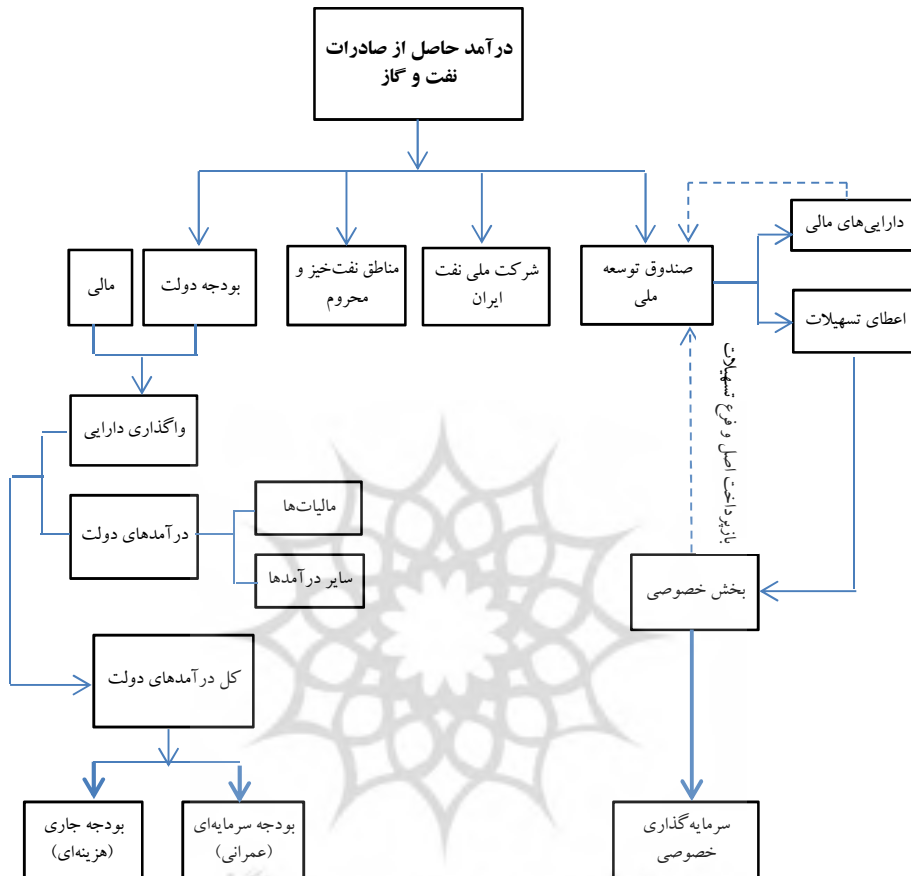 درآمد حاصل از صادرات
نفت و گاز
دارایی‌های مالی
صندوق توسعه
ملی
شرکت ملی نفت
ایران
مناطق نفت‌خیز و
محروم
بودجه دولت
مالی
اعطای تسهیلات
بازپرداخت اصل و فرع تسهیلات
واگذاری دارایی
مالیات‌ها
درآمدهای دولت
سایر درآمدها
بخش خصوصی
کل درآمدهای دولت
سرمایه‌گذاری
خصوصی
بودجه سرمایه‌ای
(عمرانی)
بودجه جاری
(هزینه‌ای)